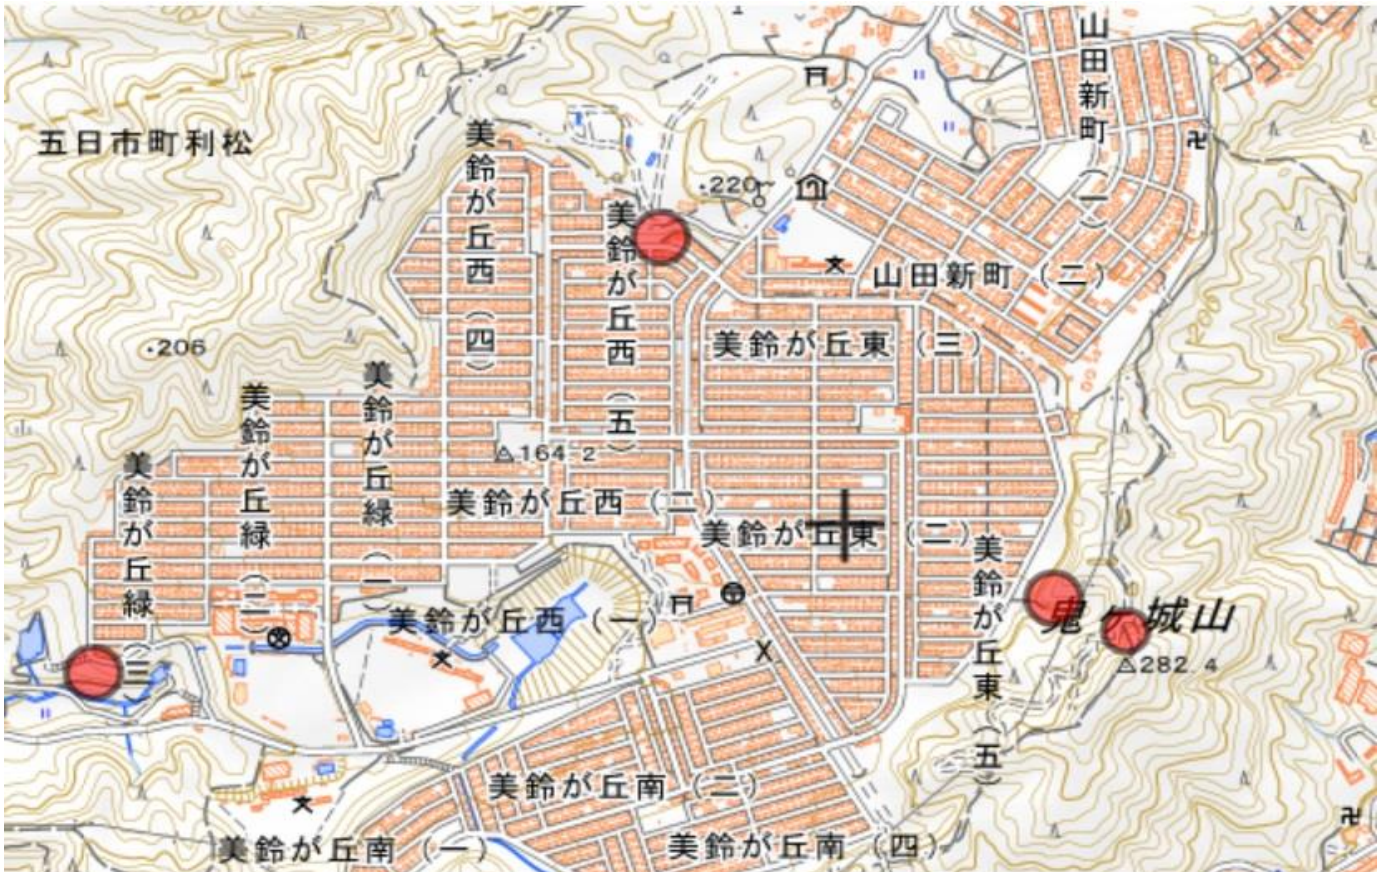 山田新町（一）
五日市町利松
美鈴が丘西（四）
・220
美鈴が丘西（五）
山田新町（二）
美鈴が丘東（三）
・206
美鈴が丘緑（一）
美鈴が丘緑（二）
164.2
美鈴が丘緑（三）
美鈴が丘西（二）
美鈴が丘東（二）
美鈴が丘東（五）
美鈴が丘西（一）
鬼ヶ城山
282.4
美鈴が丘南（二）
美鈴が丘南（一）
美鈴が丘南（四）